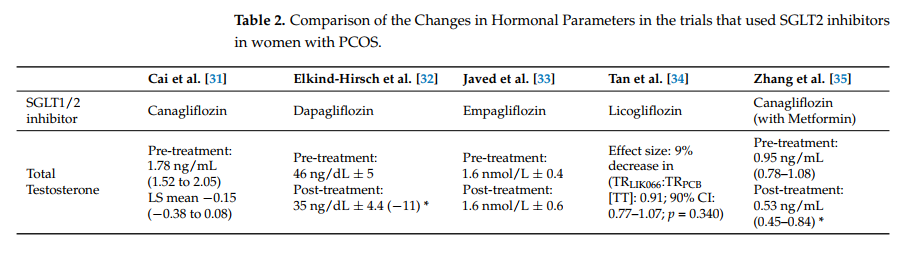 Table 2. Comparison of the Changes in Hormonal Parameters in the trials that used SGLT2 inhibitors
in women with PCOS.
Cai et al. [31] Elkind-Hirsch et al. [32] Javed et al. [33] Tan et al. [34] Zhang et al. [35]
SGLT1/2
inhibitor
Canagliflozin
Dapagliflozin
Empagliflozin
Licogliflozin
Canagliflozin
(with Metformin)
Total
Testosterone
Pre-treatment:
1.78 ng/mL
(1.52 to 2.05)
LS mean −0.15
(−0.38 to 0.08)
Pre-treatment:
46 ng/dL ± 5
Post-treatment:
35 ng/dL ± 4.4 (−11) *
Pre-treatment:
1.6 nmol/L ± 0.4
Post-treatment:
1.6 nmol/L ± 0.6
Effect size: 9%
decrease in
(TRLIK066:TRPCB
[TT]: 0.91; 90% CI:
0.77–1.07; p = 0.340)
Pre-treatment:
0.95 ng/mL
(0.78–1.08)
Post-treatment:
0.53 ng/mL
(0.45–0.84) *